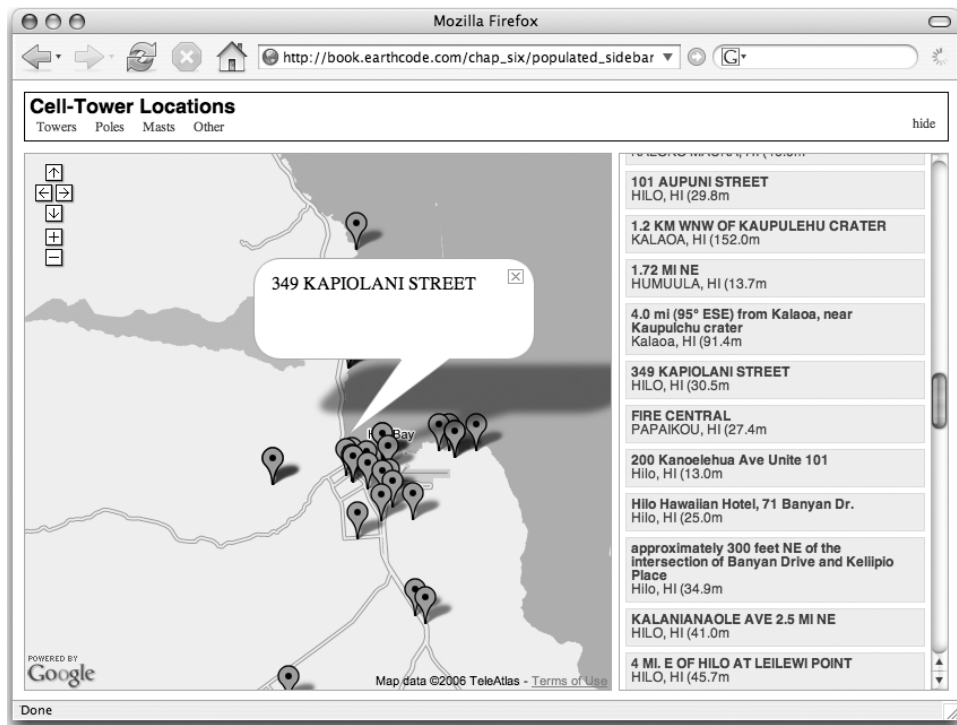 Mozilla Firefox
http://book.earthcode.com/chap_six/populated_sidebar
G
Cell-Tower Locations
Towers Poles Masts Other
hide
349 KAPIOLANI STREET
Bay
POWERED BY
Google
Map data ©2006 TeleAtlas - Terms of Use
101 AUPUNI STREET
HILO, HI (29.8m
1.2 KM WNW OF KAUPULEHU CRATER
KALAOA, HI (152.0m
1.72 MI NE
HUMUULA, HI (13.7m
4.0 mi (95° ESE) from Kalaoa, near
Kaupulchu crater
Kalaoa, HI (91.4m
349 KAPIOLANI STREET
HILO, HI (30.5m
FIRE CENTRAL
PAPAIKOU, HI (27.4m
200 Kanoelehua Ave Unite 101
Hilo, HI (13.0m
Hilo Hawaiian Hotel, 71 Banyan Dr.
Hilo, HI (25.0m
approximately 300 feet NE of the
intersection of Banyan Drive and Keliipio
Place
Hilo, HI (34.9m
KALANIANAOLE AVE 2.5 MI NE
HILO, HI (41.0m
4 MI. E OF HILO AT LEILEWI POINT
HILO, HI (45.7m
Done